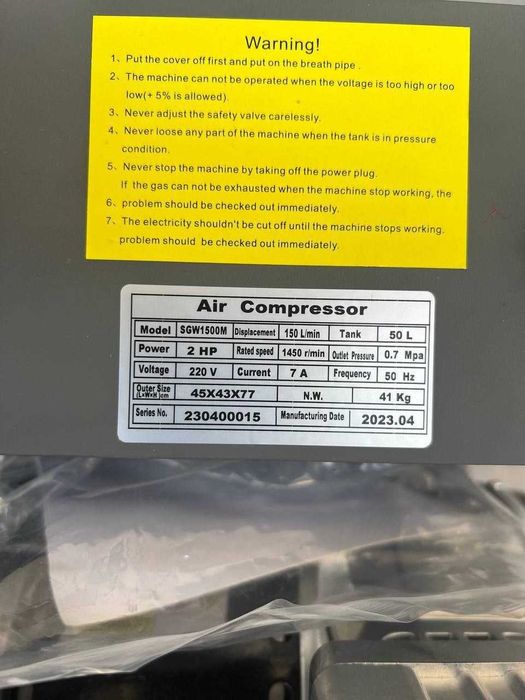 Warning!
1、Put the cover off first and put on the breath pipe .
2、The machine can not be operated when the voltage is too high or too
low(+ 5% is allowed).
3、Never adjust the safety valve carelessly.
4、Never loose any part of the machine when the tank is in pressure
condition.
5、Never stop the machine by taking off the power plug.
If the gas can not be exhausted when the machine stop working, the
6、problem should be checked out immediately.
7、The electricity shouldn't be cut off until the machine stops working.
problem should be checked out immediately.
Air Compressor
Model SGW1500M Displacement 150 L/min Tank 50 L
Power 2 HP Rated speed 1450 r/min Outlet Pressure 0.7 Mpa
Voltage 220 V Current 7 A Frequency 50 Hz
Outer Size
(LxWxH)cm 45X43X77 N.W. 41 Kg
Series No. 230400015 Manufacturing Date 2023.04